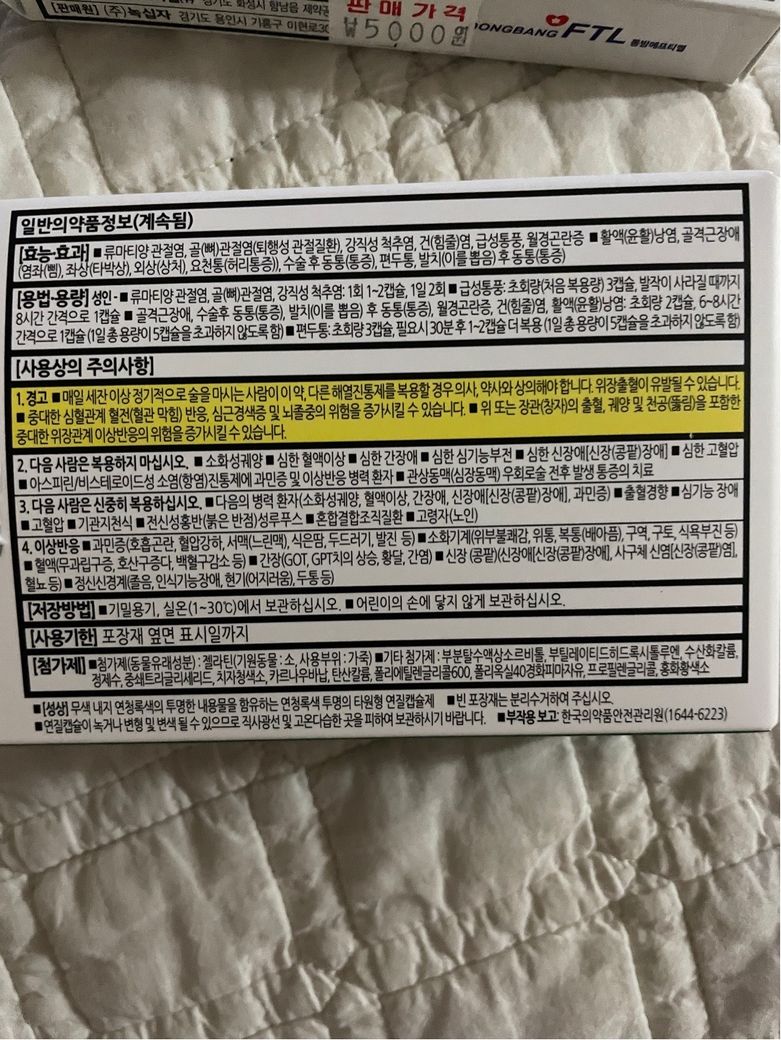 [판매원] (주)녹십자 경기도 용인시 기흥구 이현로30
판매가격
₩5000원
DONGBANG FTL 동방에프티엘
일반의약품정보(계속됨)
[효능·효과] ■ 류마티양 관절염, 골(뼈)관절염(퇴행성 관절질환), 강직성 척추염, 건(힘줄)염, 급성통풍, 월경곤란증 ■ 활액(윤활)낭염, 골격근장애
(염좌(삠), 좌상(타박상), 외상(상처), 요천통(허리통증)), 수술 후 동통(통증), 편두통, 발치(이를 뽑음) 후 동통(통증)
[용법·용량] 성인 - ■ 류마티양 관절염, 골(뼈)관절염, 강직성 척추염: 1회 1~2캡슐, 1일 2회 ■ 급성통풍: 초회량(처음 복용량) 3캡슐, 발작이 사라질 때까지
8시간 간격으로 1캡슐 ■ 골격근장애, 수술후 동통(통증), 발치(이를 뽑음) 후 동통(통증), 월경곤란증, 건(힘줄)염, 활액(윤활)낭염: 초회량 2캡슐, 6~8시간
간격으로 1캡슐 (1일 총 용량이 5캡슐을 초과하지 않도록 함) ■ 편두통: 초회량 3캡슐, 필요시 30분 후 1~2캡슐 더 복용 (1일 총 용량이 5캡슐을 초과하지 않도록 함)
[사용상의 주의사항]
1. 경고 ■ 매일 세잔 이상 정기적으로 술을 마시는 사람이 이 약, 다른 해열진통제를 복용할 경우 의사, 약사와 상의해야 합니다. 위장출혈이 유발될 수 있습니다.
■ 중대한 심혈관계 혈전(혈관 막힘) 반응, 심근경색증 및 뇌졸중의 위험을 증가시킬 수 있습니다. ■ 위 또는 장관(창자)의 출혈, 궤양 및 천공(뚫림)을 포함한
중대한 위장관계 이상반응의 위험을 증가시킬 수 있습니다.
2. 다음 사람은 복용하지 마십시오. ■ 소화성궤양 ■ 심한 혈액이상 ■ 심한 간장애 ■ 심한 심기능부전 ■ 심한 신장애[신장(콩팥)장애] ■ 심한 고혈압
■ 아스피린/비스테로이드성 소염(항염)진통제에 과민증 및 이상반응 병력 환자 ■ 관상동맥(심장동맥) 우회로술 전후 발생 통증의 치료
3. 다음 사람은 신중히 복용하십시오. ■ 다음의 병력 환자(소화성궤양, 혈액이상, 간장애, 신장애[신장(콩팥)장애], 과민증) ■ 출혈경향 ■ 심기능 장애
■ 고혈압 ■ 기관지천식 ■ 전신성홍반(붉은 반점)성루푸스 ■ 혼합결합조직질환 ■ 고령자(노인)
4. 이상반응 ■ 과민증(호흡곤란, 혈압강하, 서맥(느린맥), 식은땀, 두드러기, 발진 등) ■ 소화기계(위부불쾌감, 위통, 복통(배아픔), 구역, 구토, 식욕부진 등)
■ 혈액(무과립구증, 호산구증다, 백혈구감소 등) ■ 간장(GOT, GPT치의 상승, 황달, 간염) ■ 신장 (콩팥)(신장애[신장(콩팥)장애], 사구체 신염[신장(콩팥)염],
혈뇨 등) ■ 정신신경계(졸음, 인식기능장애, 현기(어지러움), 두통 등)
[저장방법] ■ 기밀용기, 실온(1~30℃)에서 보관하십시오. ■ 어린이의 손에 닿지 않게 보관하십시오.
[사용기한] 포장재 옆면 표시일까지
[첨가제] ■ 첨가제(동물유래성분) : 젤라틴(기원동물 : 소, 사용부위 : 가죽) ■ 기타 첨가제 : 부분탈수액상소르비톨, 부틸레이티드히드록시톨루엔, 수산화칼륨,
정제수, 중쇄트리글리세리드, 치자청색소, 카르나우바납, 탄산칼륨, 폴리에틸렌글리콜600, 폴리옥실40경화피마자유, 프로필렌글리콜, 홍화황색소
■ [성상] 무색 내지 연청록색의 투명한 내용물을 함유하는 연청록색 투명의 타원형 연질캡슐제 ■ 빈 포장재는 분리수거하여 주십시오.
■ 연질캡슐이 녹거나 변형 및 변색 될 수 있으므로 직사광선 및 고온다습한 곳을 피하여 보관하시기 바랍니다. ■ 부작용 보고: 한국의약품안전관리원(1644-6223)